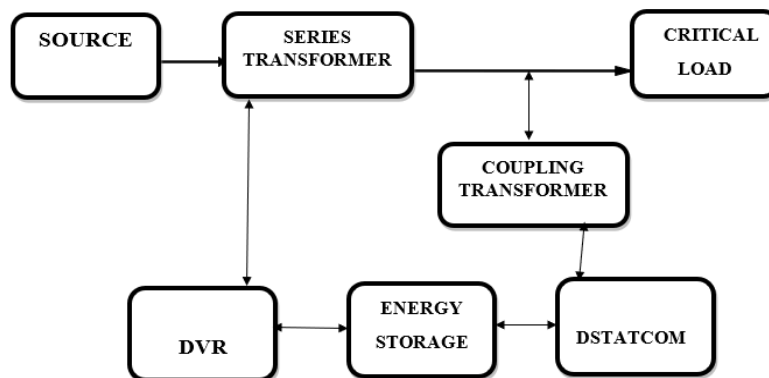 SOURCE
SERIES
TRANSFORMER
CRITICAL
LOAD
COUPLING
TRANSFORMER
DVR
ENERGY
STORAGE
DSTATCOM